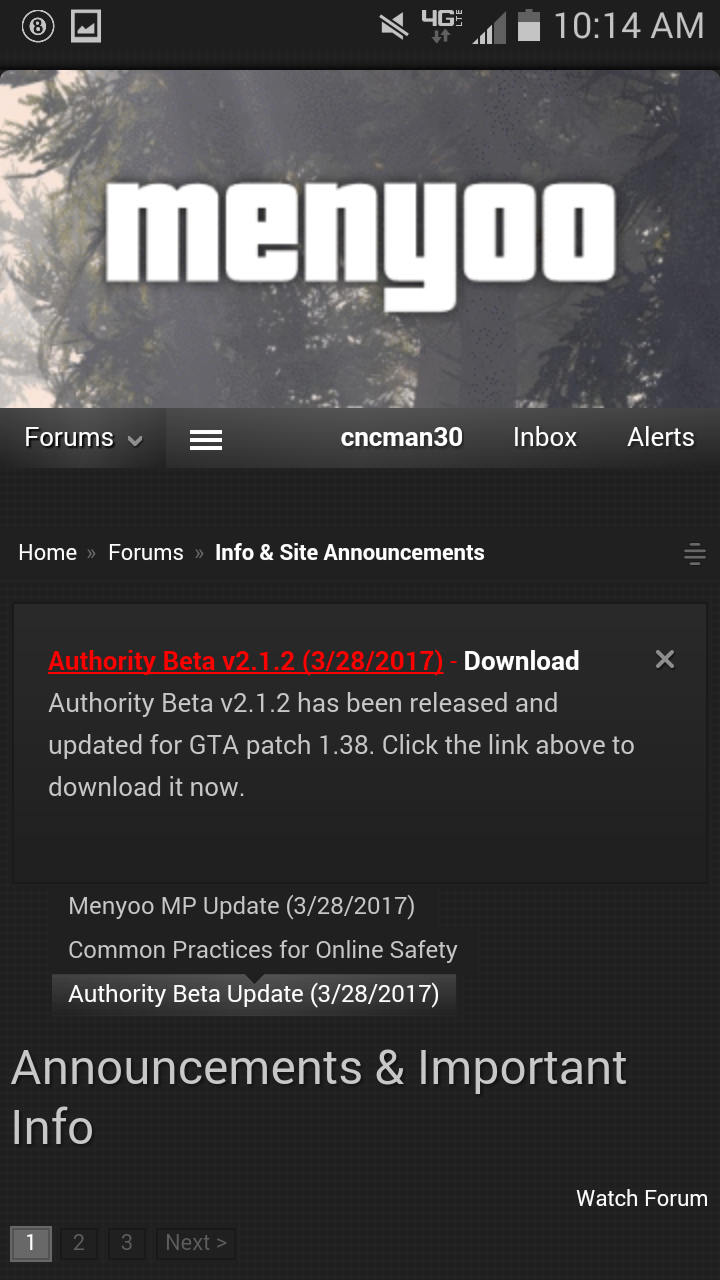 8 4G LTE 10:14 AM
menyoo
Forums cncman30 Inbox Alerts
Home » Forums » Info & Site Announcements
Authority Beta v2.1.2 (3/28/2017) - Download
Authority Beta v2.1.2 has been released and
updated for GTA patch 1.38. Click the link above to
download it now.
Menyoo MP Update (3/28/2017)
Common Practices for Online Safety
Authority Beta Update (3/28/2017)
Announcements & Important
Info
Watch Forum
1 2 3 Next >